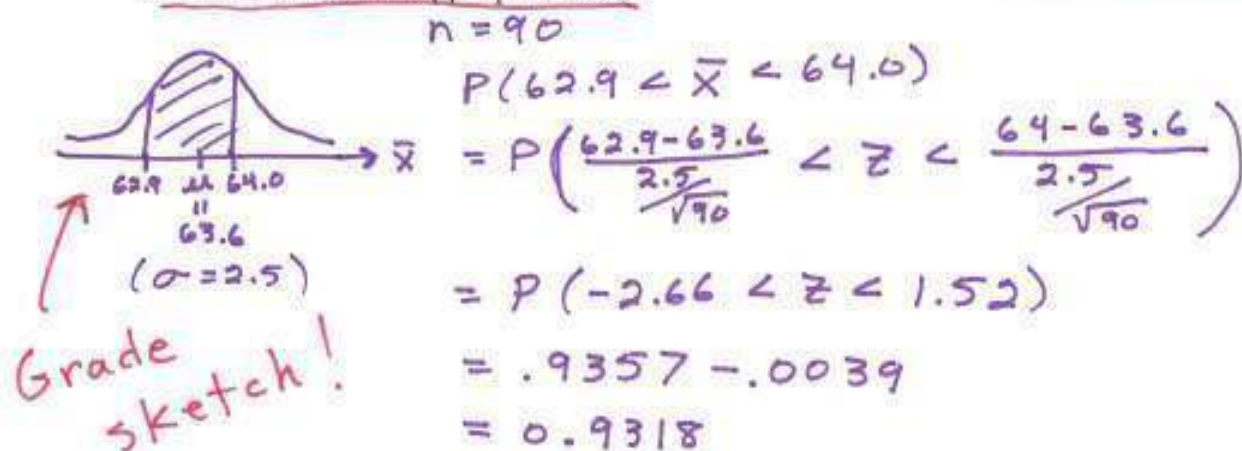 n = 90
P(62.9 < x̄ < 64.0)
= P((62.9-63.6)/(2.5/√90) < z < (64-63.6)/(2.5/√90))
x̄
62.9 μ 64.0
=
63.6
(σ = 2.5)
= P(-2.66 < z < 1.52)
= .9357 - .0039
= 0.9318
Grade
sketch!